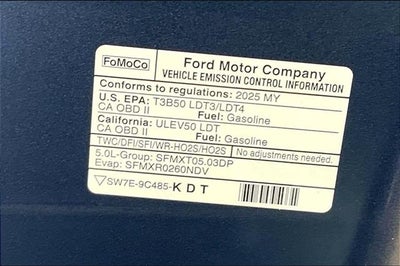 FoMoCo
Ford Motor Company
VEHICLE EMISSION CONTROL INFORMATION
Conforms to regulations: 2025 MY
U.S. EPA: T3B50 LDT3/LDT4
CA OBD II Fuel: Gasoline
California: ULEV50 LDT
CA OBD II Fuel: Gasoline
TWC/DFI/SFI/WR-HO2S/HO2S No adjustments needed.
5.0L-Group: SFMXT05.03DP
Evap: SFMXR0260NDV
SW7E-9C485-KDT